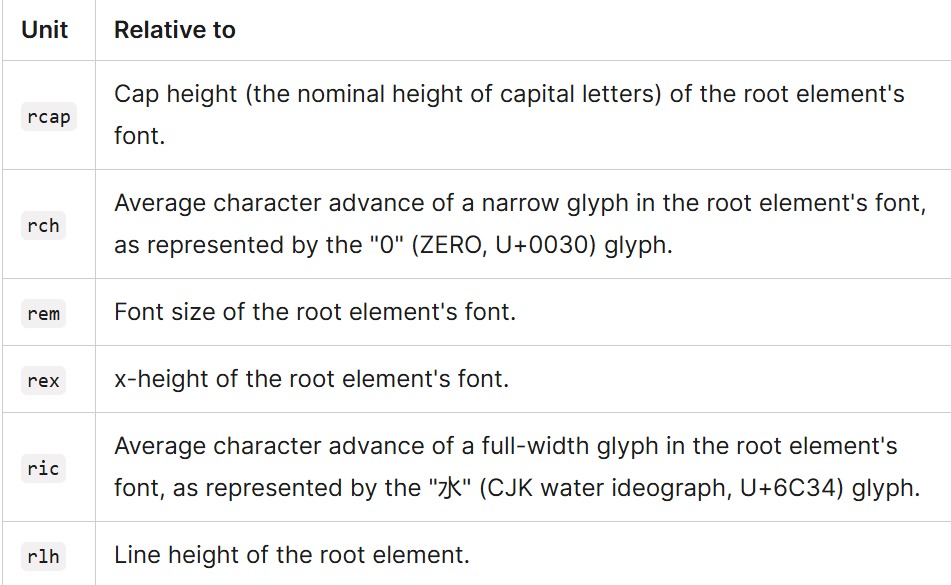 Unit Relative to
rcap Cap height (the nominal height of capital letters) of the root element's
font.
rch Average character advance of a narrow glyph in the root element's font,
as represented by the "0" (ZERO, U+0030) glyph.
rem Font size of the root element's font.
rex x-height of the root element's font.
ric Average character advance of a full-width glyph in the root element's
font, as represented by the "水" (CJK water ideograph, U+6C34) glyph.
rlh Line height of the root element.